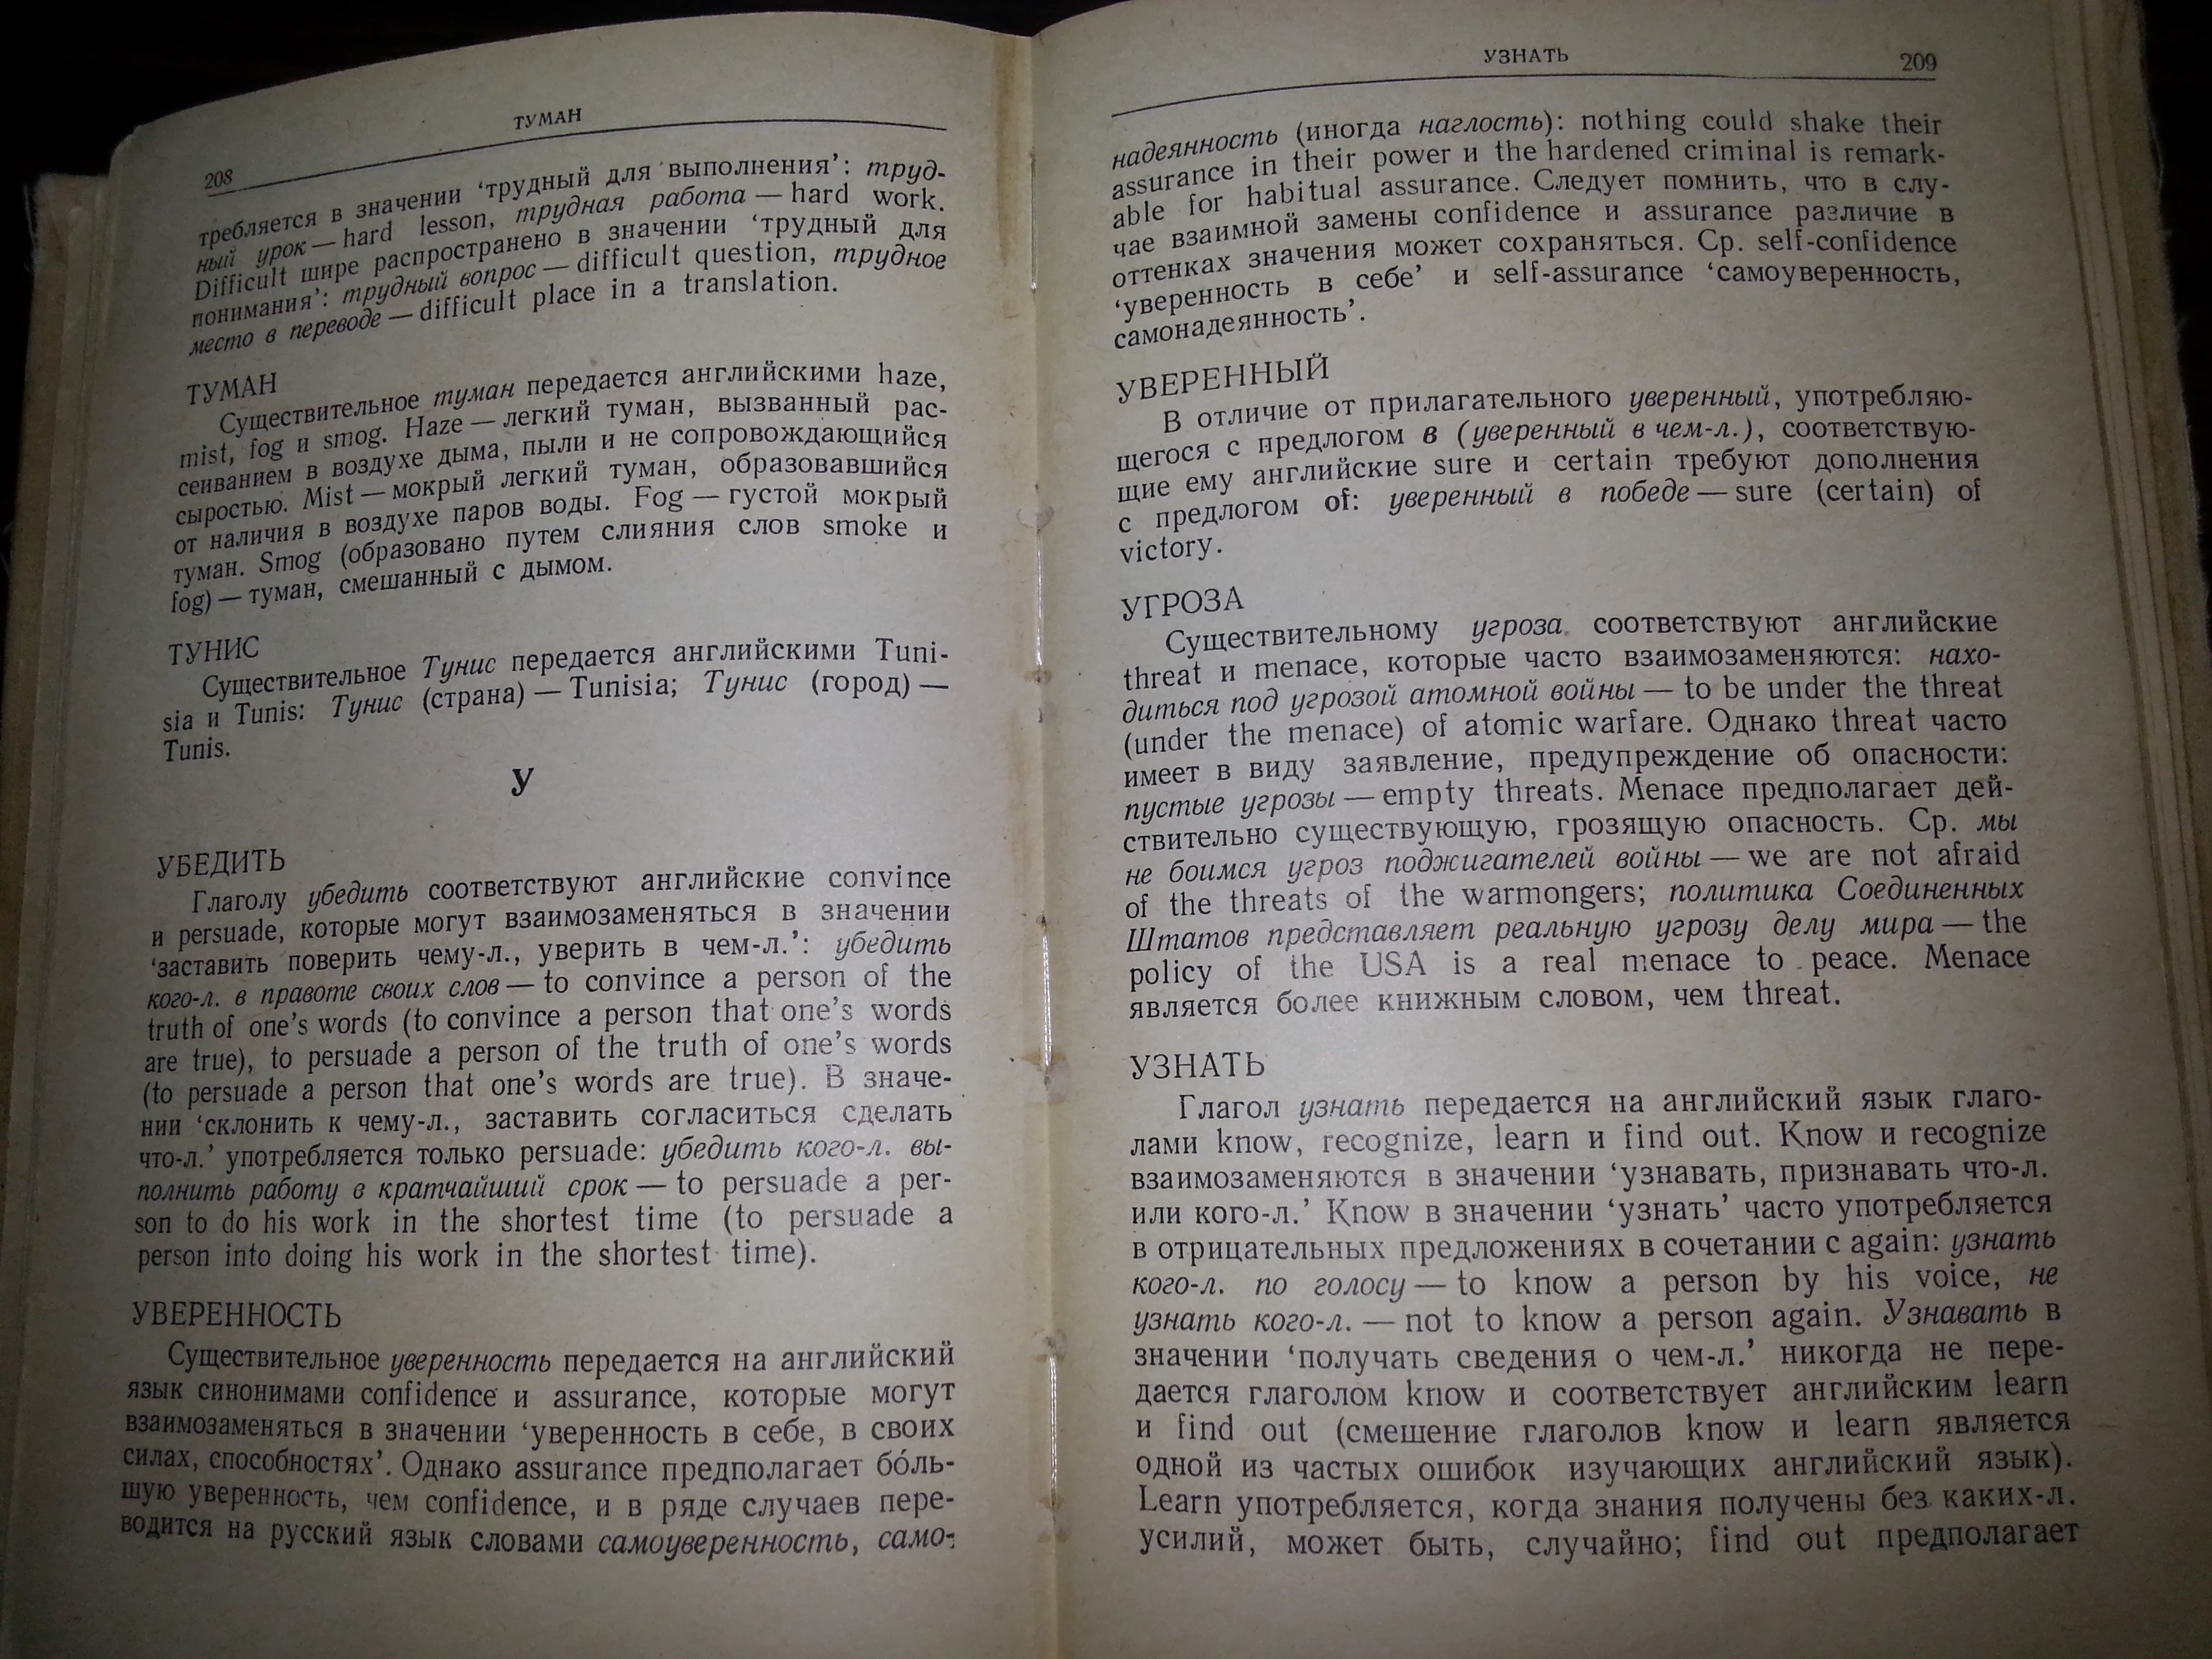 208
ТУМАН
требляется в значении ‘трудный для выполнения’: труд-
ный урок — hard lesson, трудная работа — hard work.
Difficult шире распространено в значении ‘трудный для
понимания’: трудный вопрос — difficult question, трудное
место в переводе — difficult place in a translation.
ТУМАН
Существительное туман передается английскими haze,
mist, fog и smog. Haze — легкий туман, вызванный рас-
сеиванием в воздухе дыма, пыли и не сопровождающийся
сыростью. Mist — мокрый легкий туман, образовавшийся
от наличия в воздухе паров воды. Fog — густой мокрый
туман. Smog (образовано путем слияния слов smoke и
fog) — туман, смешанный с дымом.
ТУНИС
Существительное Тунис передается английскими Tuni-
sia и Tunis: Тунис (страна) — Tunisia; Тунис (город) —
Tunis.
У
УБЕДИТЬ
Глаголу убедить соответствуют английские convince
и persuade, которые могут взаимозаменяться в значении
‘заставить поверить чему-л., уверить в чем-л.’: убедить
кого-л. в правоте своих слов — to convince a person of the
truth of one’s words (to convince a person that one’s words
are true), to persuade a person of the truth of one’s words
(to persuade a person that one’s words are true). В значе-
нии ‘склонить к чему-л., заставить согласиться сделать
что-л.’ употребляется только persuade: убедить кого-л. вы-
полнить работу в кратчайший срок — to persuade a per-
son to do his work in the shortest time (to persuade a
person into doing his work in the shortest time).
УВЕРЕННОСТЬ
Существительное уверенность передается на английский
язык синонимами confidence и assurance, которые могут
взаимозаменяться в значении ‘уверенность в себе, в своих
силах, способностях’. Однако assurance предполагает бо́ль-
шую уверенность, чем confidence, и в ряде случаев пере-
водится на русский язык словами самоуверенность, само-
УЗНАТЬ
209
надеянность (иногда наглость): nothing could shake their
assurance in their power и the hardened criminal is remark-
able for habitual assurance. Следует помнить, что в слу-
чае взаимной замены confidence и assurance различие в
оттенках значения может сохраняться. Ср. self-confidence
‘уверенность в себе’ и self-assurance ‘самоуверенность,
самонадеянность’.
УВЕРЕННЫЙ
В отличие от прилагательного уверенный, употребляю-
щегося с предлогом в (уверенный в чем-л.), соответствую-
щие ему английские sure и certain требуют дополнения
с предлогом of: уверенный в победе — sure (certain) of
victory.
УГРОЗА
Существительному угроза соответствуют английские
threat и menace, которые часто взаимозаменяются: нахо-
диться под угрозой атомной войны — to be under the threat
(under the menace) of atomic warfare. Однако threat часто
имеет в виду заявление, предупреждение об опасности:
пустые угрозы — empty threats. Menace предполагает дей-
ствительно существующую, грозящую опасность. Ср. мы
не боимся угроз поджигателей войны — we are not afraid
of the threats of the warmongers; политика Соединенных
Штатов представляет реальную угрозу делу мира — the
policy of the USA is a real menace to peace. Menace
является более книжным словом, чем threat.
УЗНАТЬ
Глагол узнать передается на английский язык глаго-
лами know, recognize, learn и find out. Know и recognize
взаимозаменяются в значении ‘узнавать, признавать что-л.
или кого-л.’ Know в значении ‘узнать’ часто употребляется
в отрицательных предложениях в сочетании с again: узнать
кого-л. по голосу — to know a person by his voice, не
узнать кого-л. — not to know a person again. Узнавать в
значении ‘получать сведения о чем-л.’ никогда не пере-
дается глаголом know и соответствует английским learn
и find out (смешение глаголов know и learn является
одной из частых ошибок изучающих английский язык).
Learn употребляется, когда знания получены без каких-л.
усилий, может быть, случайно; find out предполагает